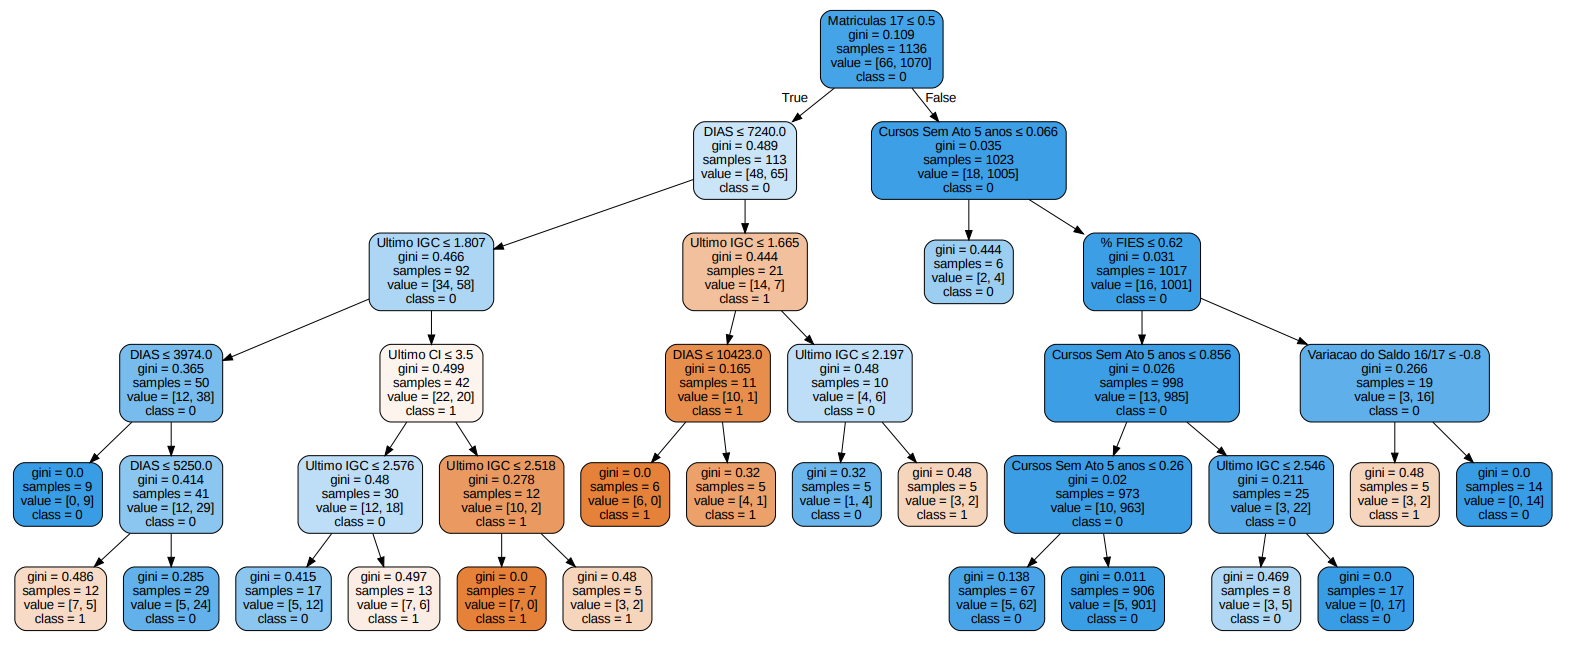 Matriculas 17 ≤ 0.5
gini = 0.109
samples = 1136
value = [66, 1070]
class = 0
True
False
DIAS ≤ 7240.0
gini = 0.489
samples = 113
value = [48, 65]
class = 0
Cursos Sem Ato 5 anos ≤ 0.066
gini = 0.035
samples = 1023
value = [18, 1005]
class = 0
Ultimo IGC ≤ 1.807
gini = 0.466
samples = 92
value = [34, 58]
class = 0
Ultimo IGC ≤ 1.665
gini = 0.444
samples = 21
value = [14, 7]
class = 1
gini = 0.444
samples = 6
value = [2, 4]
class = 0
% FIES ≤ 0.62
gini = 0.031
samples = 1017
value = [16, 1001]
class = 0
DIAS ≤ 3974.0
gini = 0.365
samples = 50
value = [12, 38]
class = 0
Ultimo CI ≤ 3.5
gini = 0.499
samples = 42
value = [22, 20]
class = 1
DIAS ≤ 10423.0
gini = 0.165
samples = 11
value = [10, 1]
class = 1
Ultimo IGC ≤ 2.197
gini = 0.48
samples = 10
value = [4, 6]
class = 0
Cursos Sem Ato 5 anos ≤ 0.856
gini = 0.026
samples = 998
value = [13, 985]
class = 0
Variacao do Saldo 16/17 ≤ -0.8
gini = 0.266
samples = 19
value = [3, 16]
class = 0
gini = 0.0
samples = 9
value = [0, 9]
class = 0
DIAS ≤ 5250.0
gini = 0.414
samples = 41
value = [12, 29]
class = 0
Ultimo IGC ≤ 2.576
gini = 0.48
samples = 30
value = [12, 18]
class = 0
Ultimo IGC ≤ 2.518
gini = 0.278
samples = 12
value = [10, 2]
class = 1
gini = 0.0
samples = 6
value = [6, 0]
class = 1
gini = 0.32
samples = 5
value = [4, 1]
class = 1
gini = 0.32
samples = 5
value = [1, 4]
class = 0
gini = 0.48
samples = 5
value = [3, 2]
class = 1
Cursos Sem Ato 5 anos ≤ 0.26
gini = 0.02
samples = 973
value = [10, 963]
class = 0
Ultimo IGC ≤ 2.546
gini = 0.211
samples = 25
value = [3, 22]
class = 0
gini = 0.48
samples = 5
value = [3, 2]
class = 1
gini = 0.0
samples = 14
value = [0, 14]
class = 0
gini = 0.486
samples = 12
value = [7, 5]
class = 1
gini = 0.285
samples = 29
value = [5, 24]
class = 0
gini = 0.415
samples = 17
value = [5, 12]
class = 0
gini = 0.497
samples = 13
value = [7, 6]
class = 1
gini = 0.0
samples = 7
value = [7, 0]
class = 1
gini = 0.48
samples = 5
value = [3, 2]
class = 1
gini = 0.138
samples = 67
value = [5, 62]
class = 0
gini = 0.011
samples = 906
value = [5, 901]
class = 0
gini = 0.469
samples = 8
value = [3, 5]
class = 0
gini = 0.0
samples = 17
value = [0, 17]
class = 0